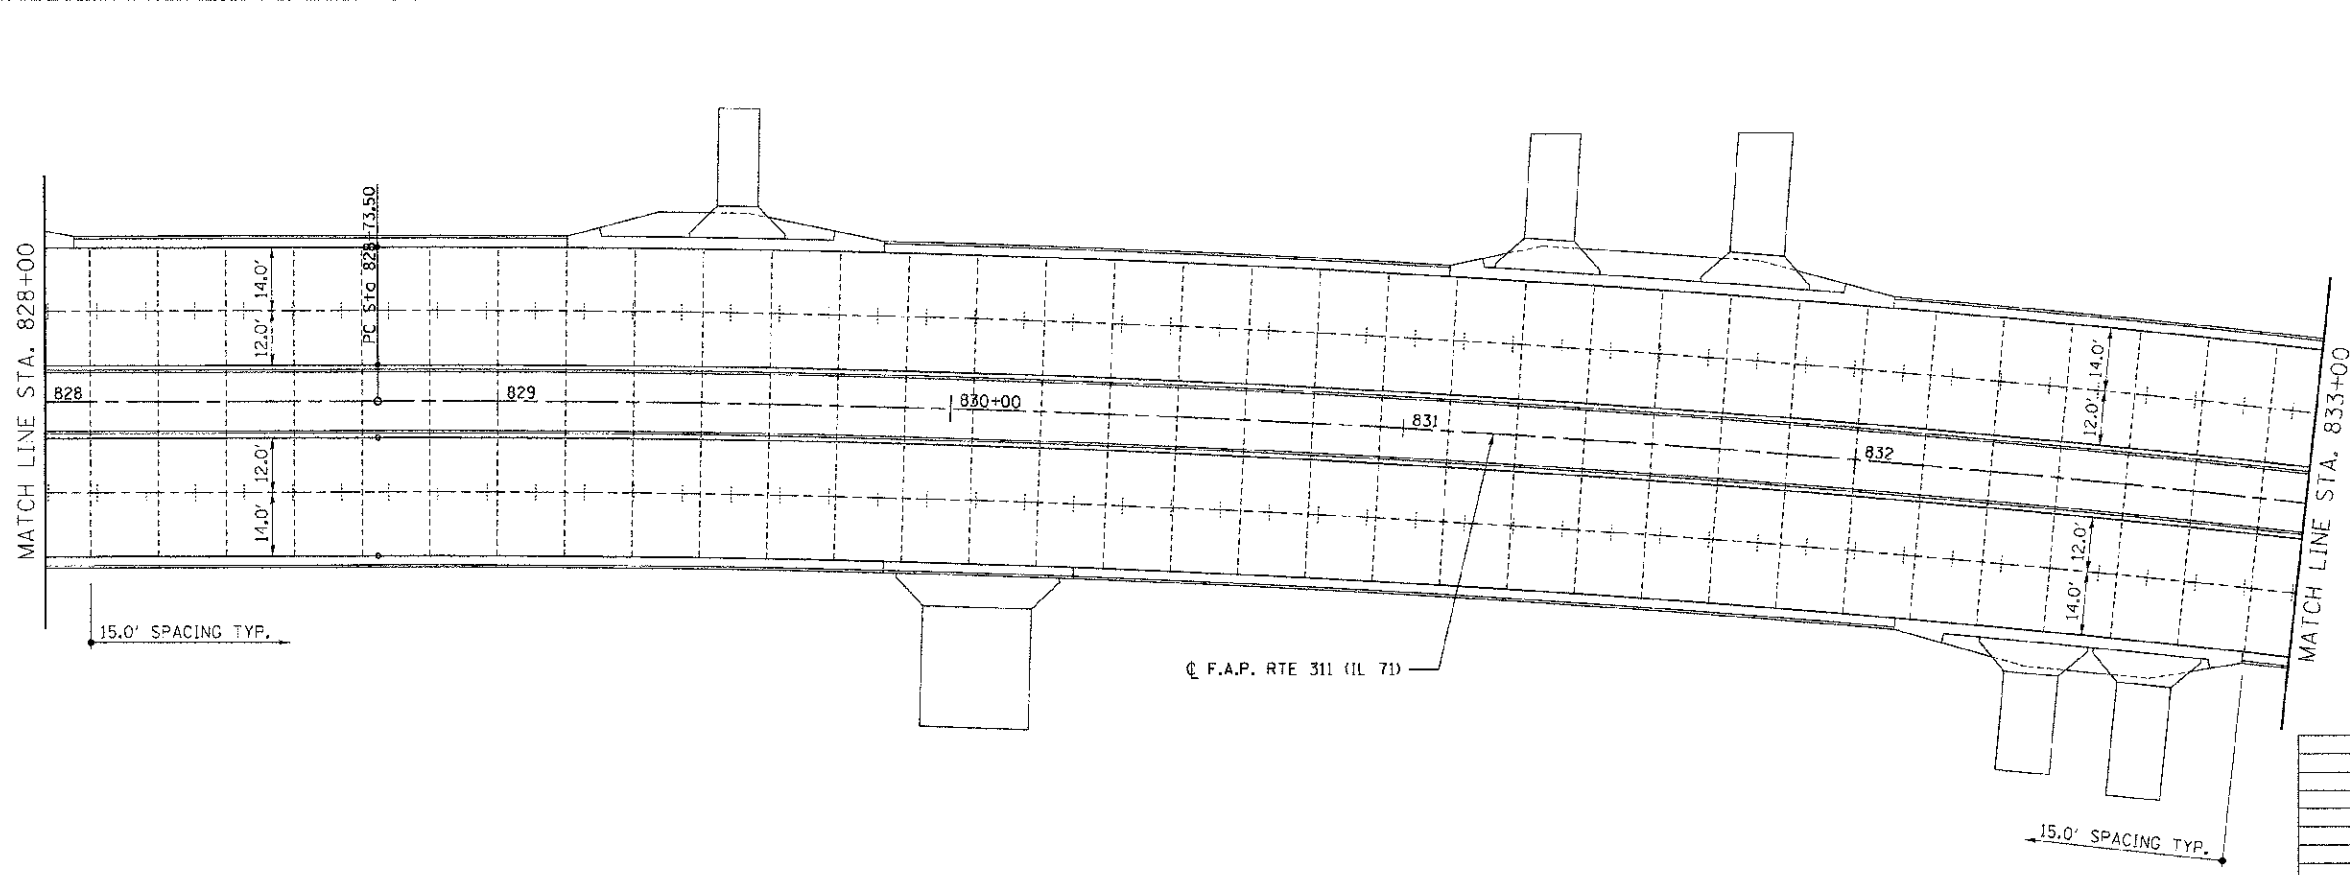 MATCH LINE STA. 828+00
PC Sta 828+73.50
14.0'
12.0'
828
829
830+00
831
832
12.0'
14.0'
14.0'
12.0'
12.0'
14.0'
15.0' SPACING TYP.
℄ F.A.P. RTE 311 (IL 71)
15.0' SPACING TYP.
MATCH LINE STA. 833+00